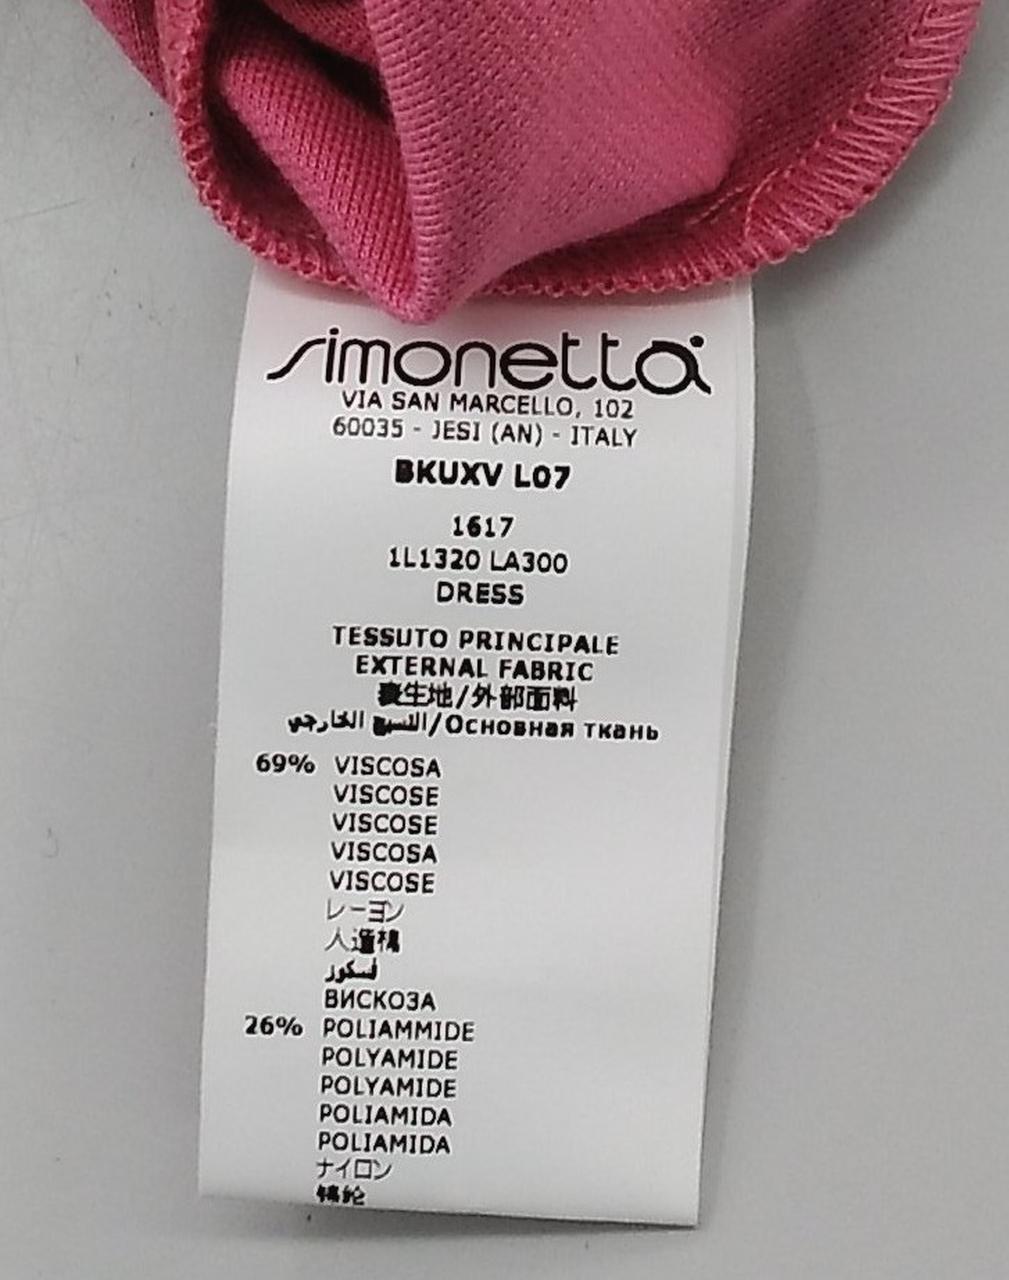 simonetta
VIA SAN MARCELLO, 102
60035 - JESI (AN) - ITALY
BKUXV L07
1617
1L1320 LA300
DRESS
TESSUTO PRINCIPALE
EXTERNAL FABRIC
表生地/外部面料
النسيج الخارجي/Основная ткань
69% VISCOSA
VISCOSE
VISCOSE
VISCOSA
VISCOSE
レーヨン
人造棉
فسكوز
ВИСКОЗА
26% POLIAMMIDE
POLYAMIDE
POLYAMIDE
POLIAMIDA
POLIAMIDA
ナイロン